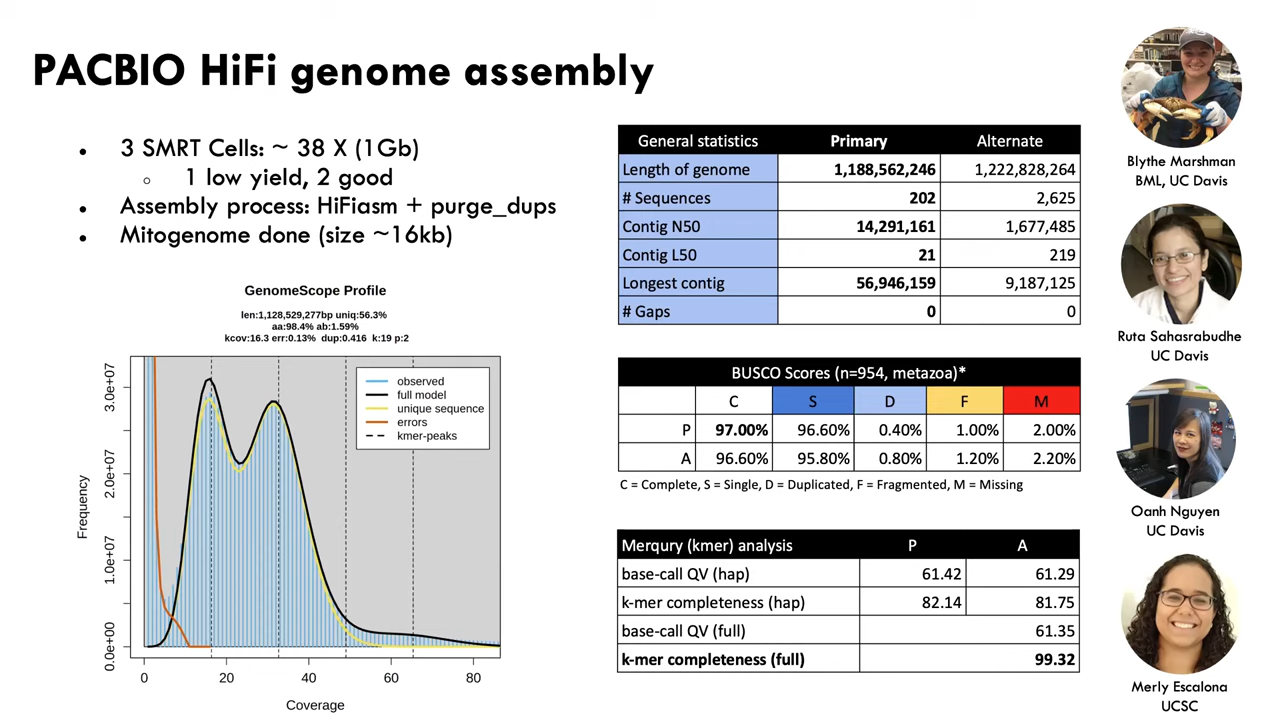 PACBIO HiFi genome assembly
• 3 SMRT Cells: ~ 38 X (1Gb)
○ 1 low yield, 2 good
• Assembly process: HiFiasm + purge_dups
• Mitogenome done (size ~16kb)
GenomeScope Profile
len:1,128,529,277bp uniq:56.3%
aa:98.4% ab:1.59%
kcov:16.3 err:0.13% dup:0.416 k:19 p:2
observed
full model
unique sequence
errors
kmer-peaks
Frequency
3.0e+07
2.0e+07
1.0e+07
0.0e+00
0 20 40 60 80
Coverage
General statistics Primary Alternate
Length of genome 1,188,562,246 1,222,828,264
# Sequences 202 2,625
Contig N50 14,291,161 1,677,485
Contig L50 21 219
Longest contig 56,946,159 9,187,125
# Gaps 0 0
BUSCO Scores (n=954, metazoa)*
C S D F M
P 97.00% 96.60% 0.40% 1.00% 2.00%
A 96.60% 95.80% 0.80% 1.20% 2.20%
C = Complete, S = Single, D = Duplicated, F = Fragmented, M = Missing
Merqury (kmer) analysis P A
base-call QV (hap) 61.42 61.29
k-mer completeness (hap) 82.14 81.75
base-call QV (full) 61.35
k-mer completeness (full) 99.32
Blythe Marshman
BML, UC Davis
Ruta Sahasrabudhe
UC Davis
Oanh Nguyen
UC Davis
Merly Escalona
UCSC